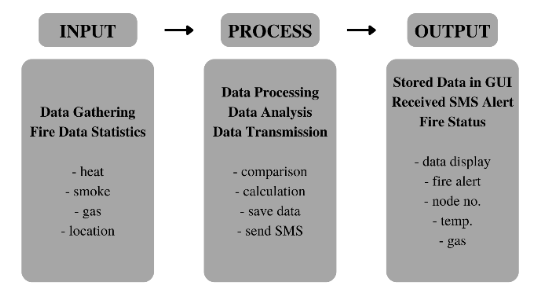 INPUT
PROCESS
OUTPUT
Data Gathering
Fire Data Statistics
- heat
- smoke
- gas
- location
Data Processing
Data Analysis
Data Transmission
- comparison
- calculation
- save data
- send SMS
Stored Data in GUI
Received SMS Alert
Fire Status
- data display
- fire alert
- node no.
- temp.
- gas